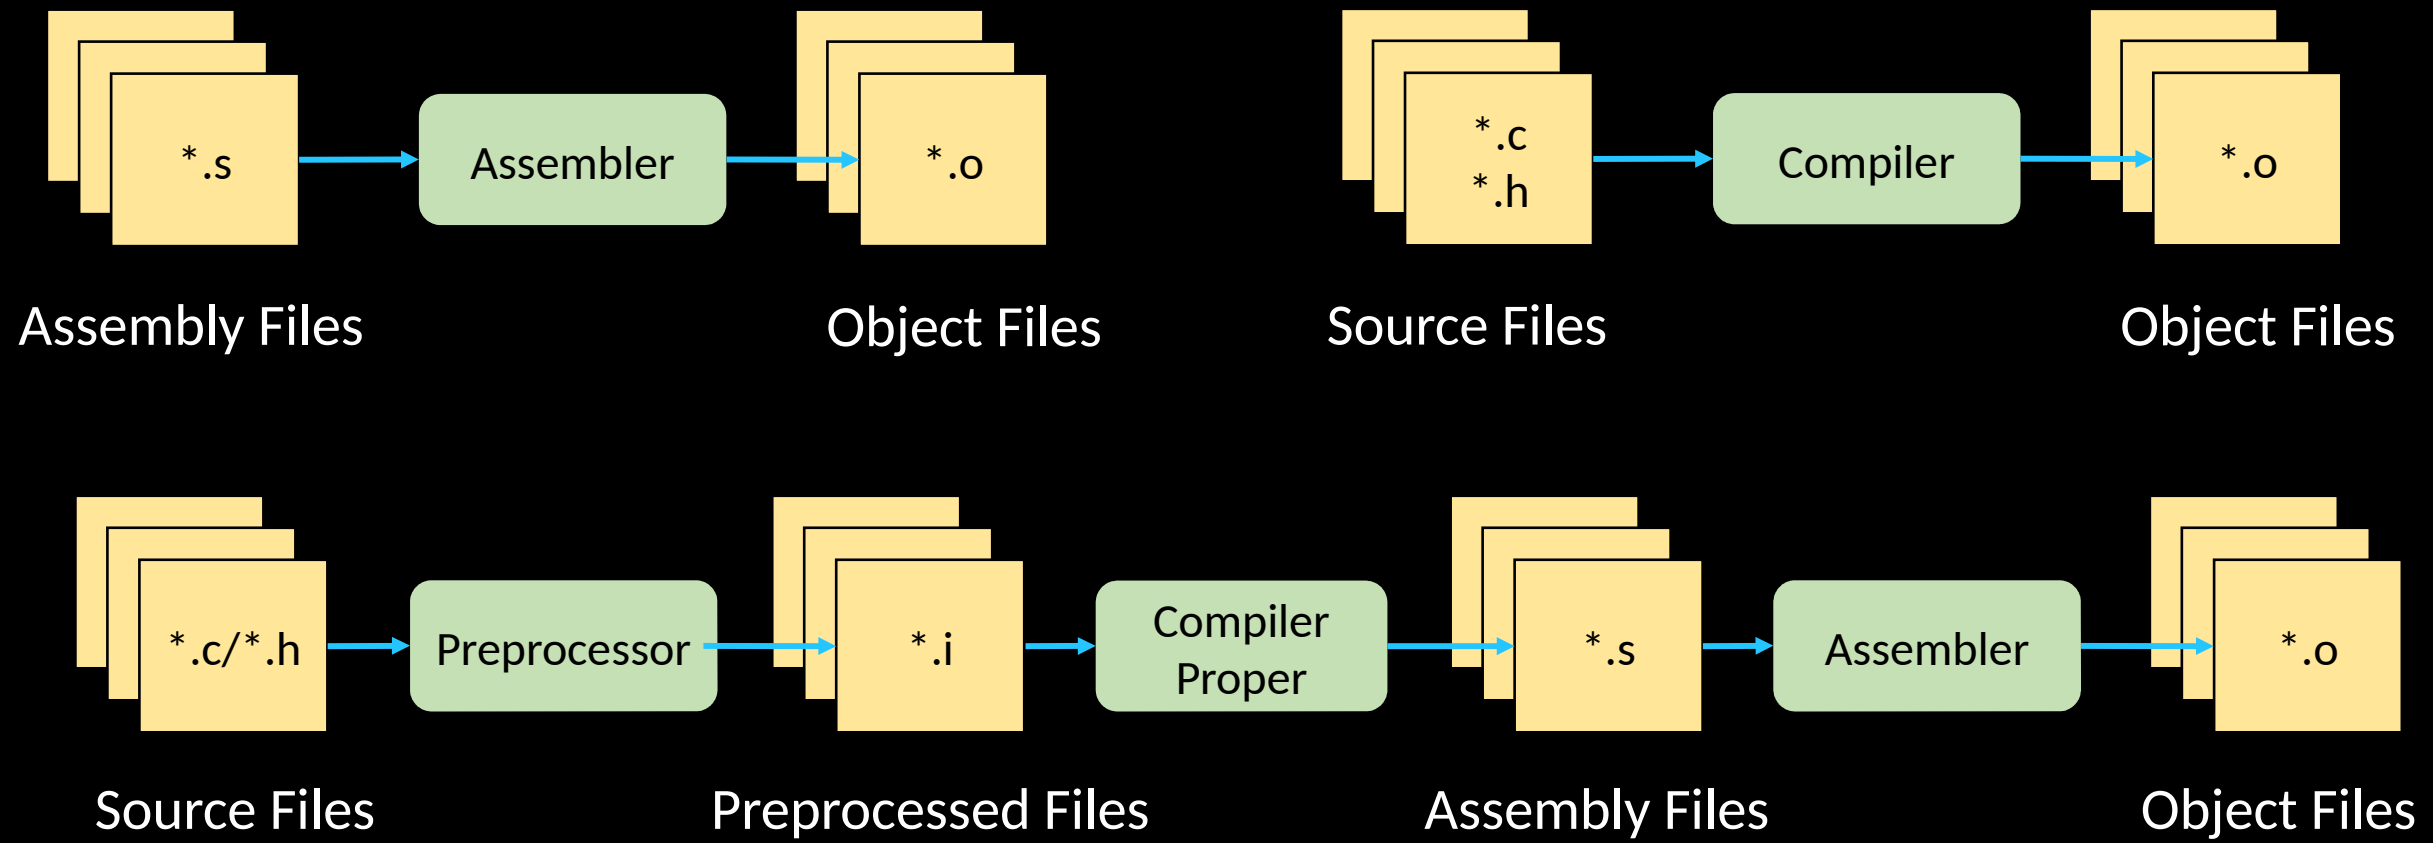 *.s
Assembler
*.o
Assembly Files
Object Files
*.c
*.h
Compiler
*.o
Source Files
Object Files
*.c/*.h
Preprocessor
*.i
Compiler
Proper
*.s
Assembler
*.o
Source Files
Preprocessed Files
Assembly Files
Object Files